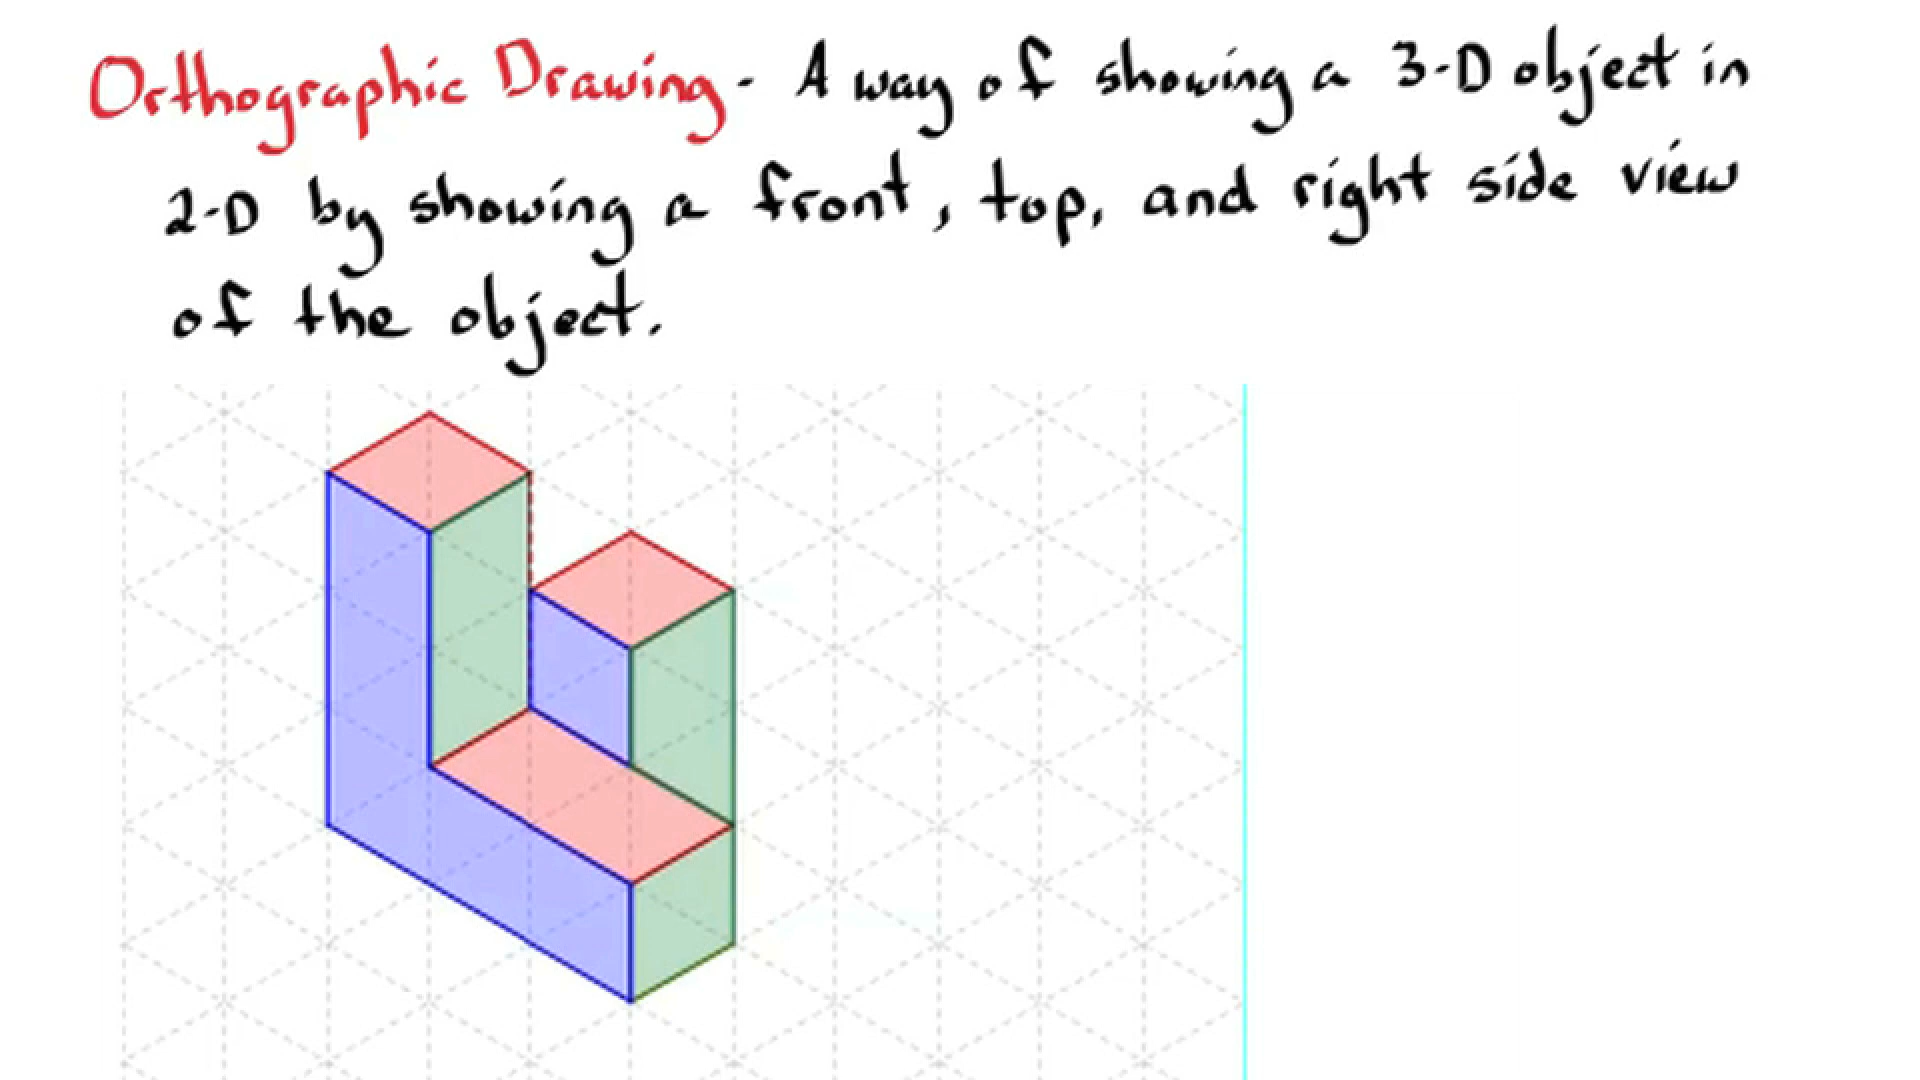 Orthographic Drawing - A way of showing a 3-D object in
2-D by showing a front, top, and right side view
of the object.